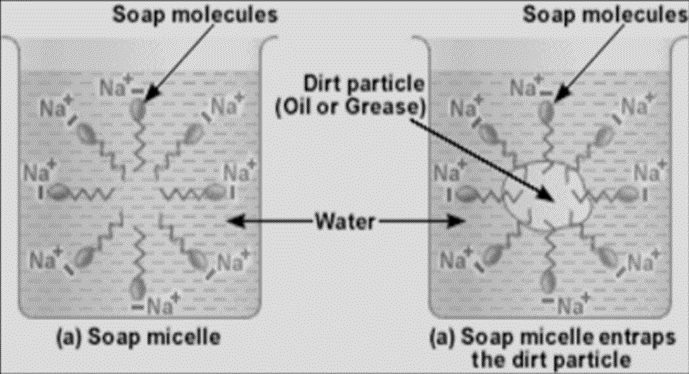 Soap molecules
Na⁺
Na⁺
Na⁺
Na⁺
Na⁺
Na⁺
Na⁺
Na⁺
(a) Soap micelle
Water
Soap molecules
Dirt particle
(Oil or Grease)
Na⁺
Na⁺
Na⁺
Na⁺
Na⁺
Na⁺
Na⁺
Na⁺
(a) Soap micelle entraps
the dirt particle